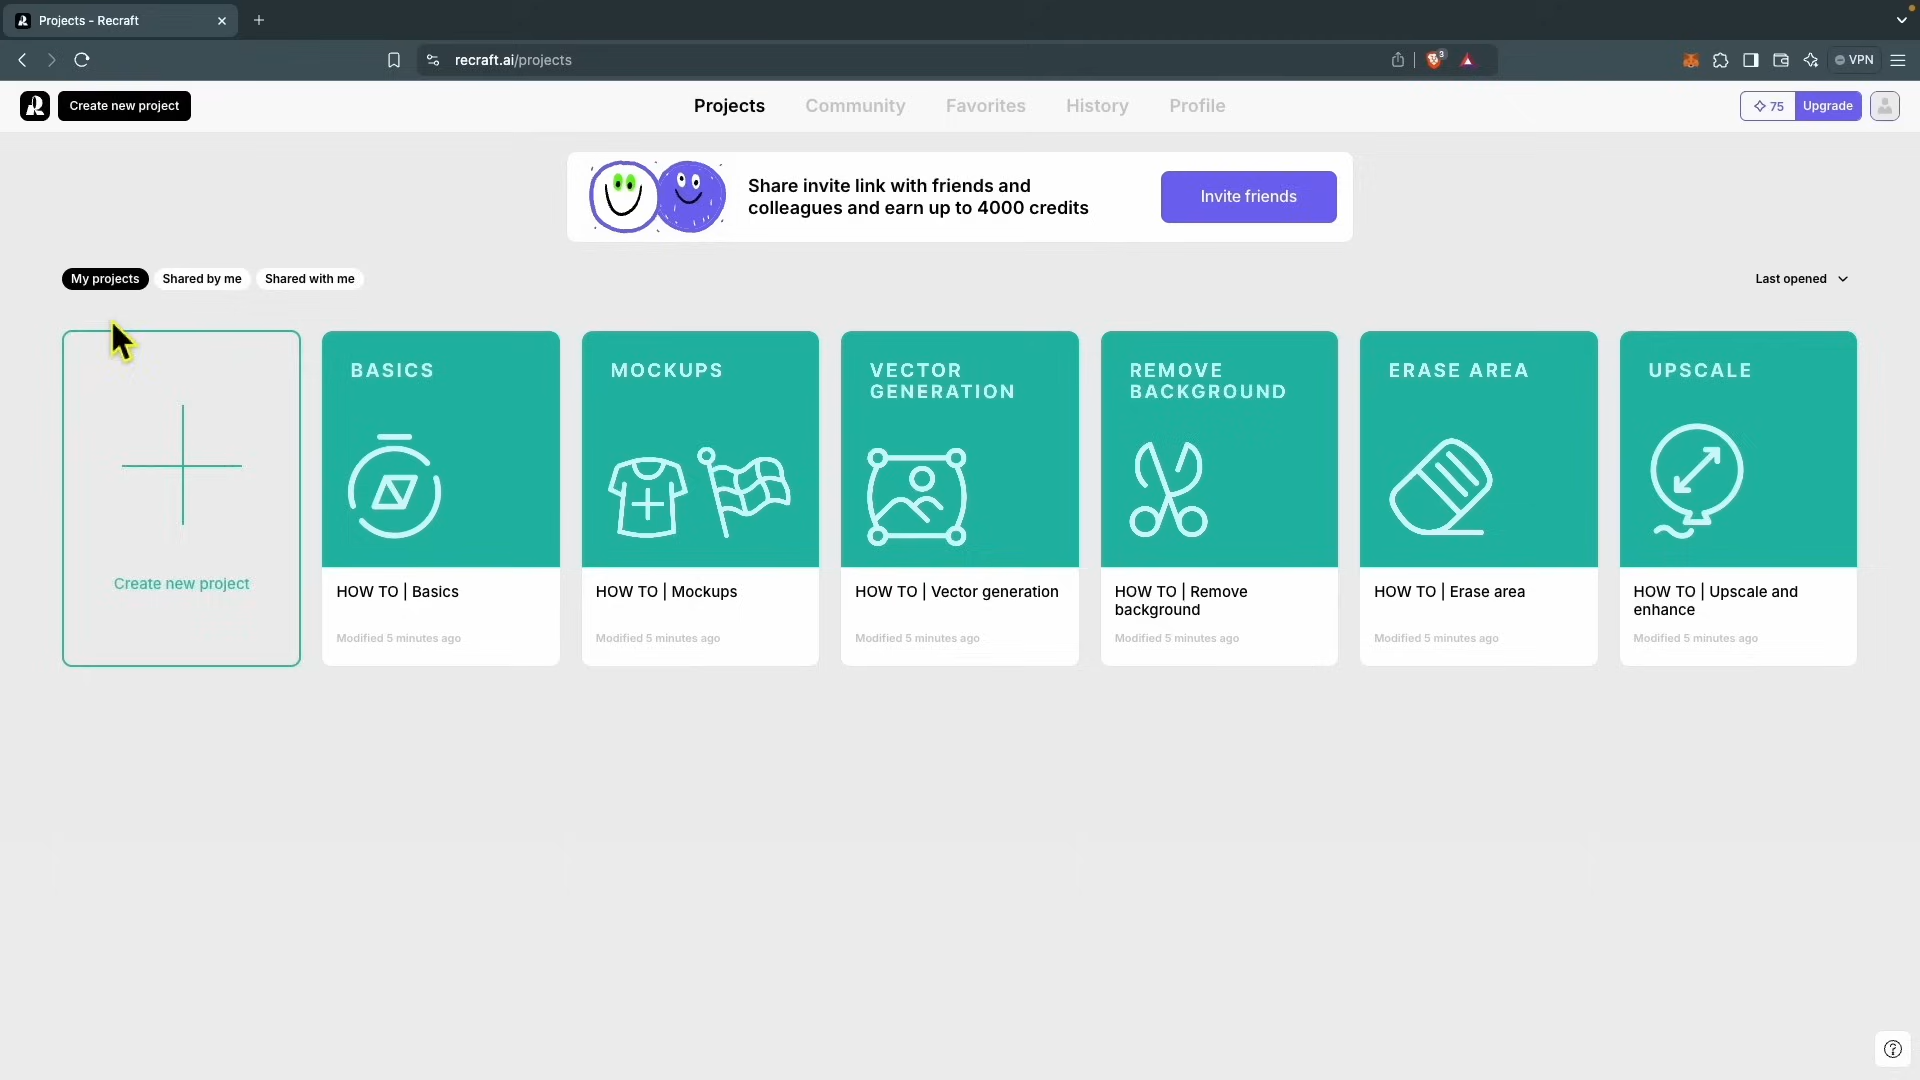 Projects - Recraft
recraft.ai/projects
3
VPN
Create new project
Projects
Community
Favorites
History
Profile
75
Upgrade
Share invite link with friends and
colleagues and earn up to 4000 credits
Invite friends
My projects
Shared by me
Shared with me
Last opened
Create new project
BASICS
HOW TO | Basics
Modified 5 minutes ago
MOCKUPS
HOW TO | Mockups
Modified 5 minutes ago
VECTOR
GENERATION
HOW TO | Vector generation
Modified 5 minutes ago
REMOVE
BACKGROUND
HOW TO | Remove
background
Modified 5 minutes ago
ERASE AREA
HOW TO | Erase area
Modified 5 minutes ago
UPSCALE
HOW TO | Upscale and
enhance
Modified 5 minutes ago